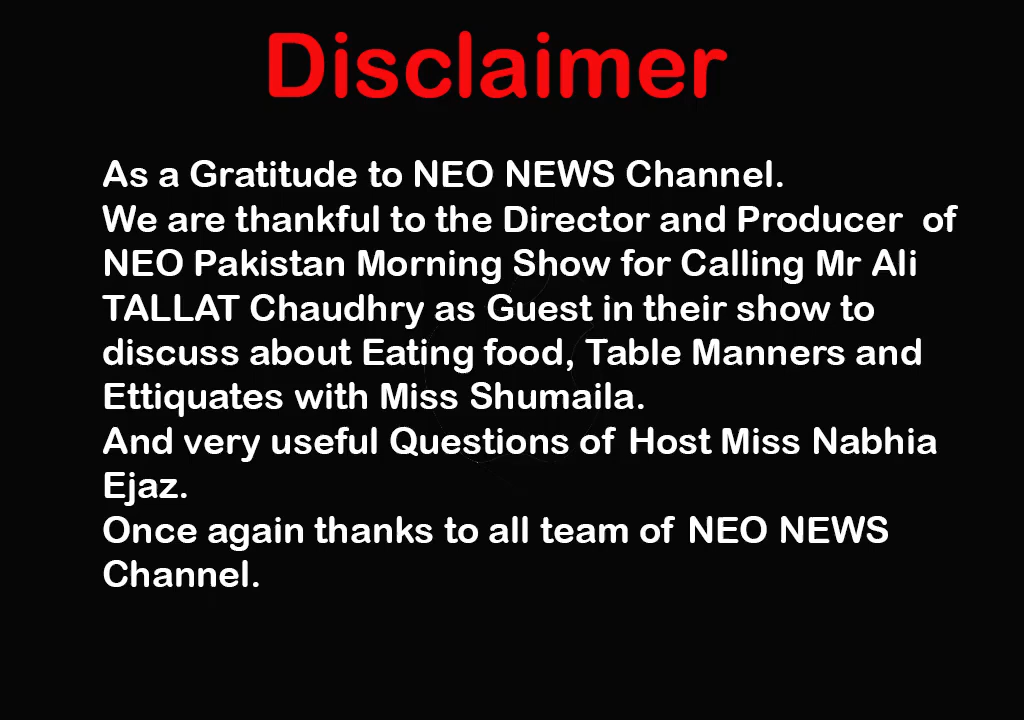 Disclaimer
As a Gratitude to NEO NEWS Channel.
We are thankful to the Director and Producer of
NEO Pakistan Morning Show for Calling Mr Ali
TALLAT Chaudhry as Guest in their show to
discuss about Eating food, Table Manners and
Ettiquates with Miss Shumaila.
And very useful Questions of Host Miss Nabhia
Ejaz.
Once again thanks to all team of NEO NEWS
Channel.